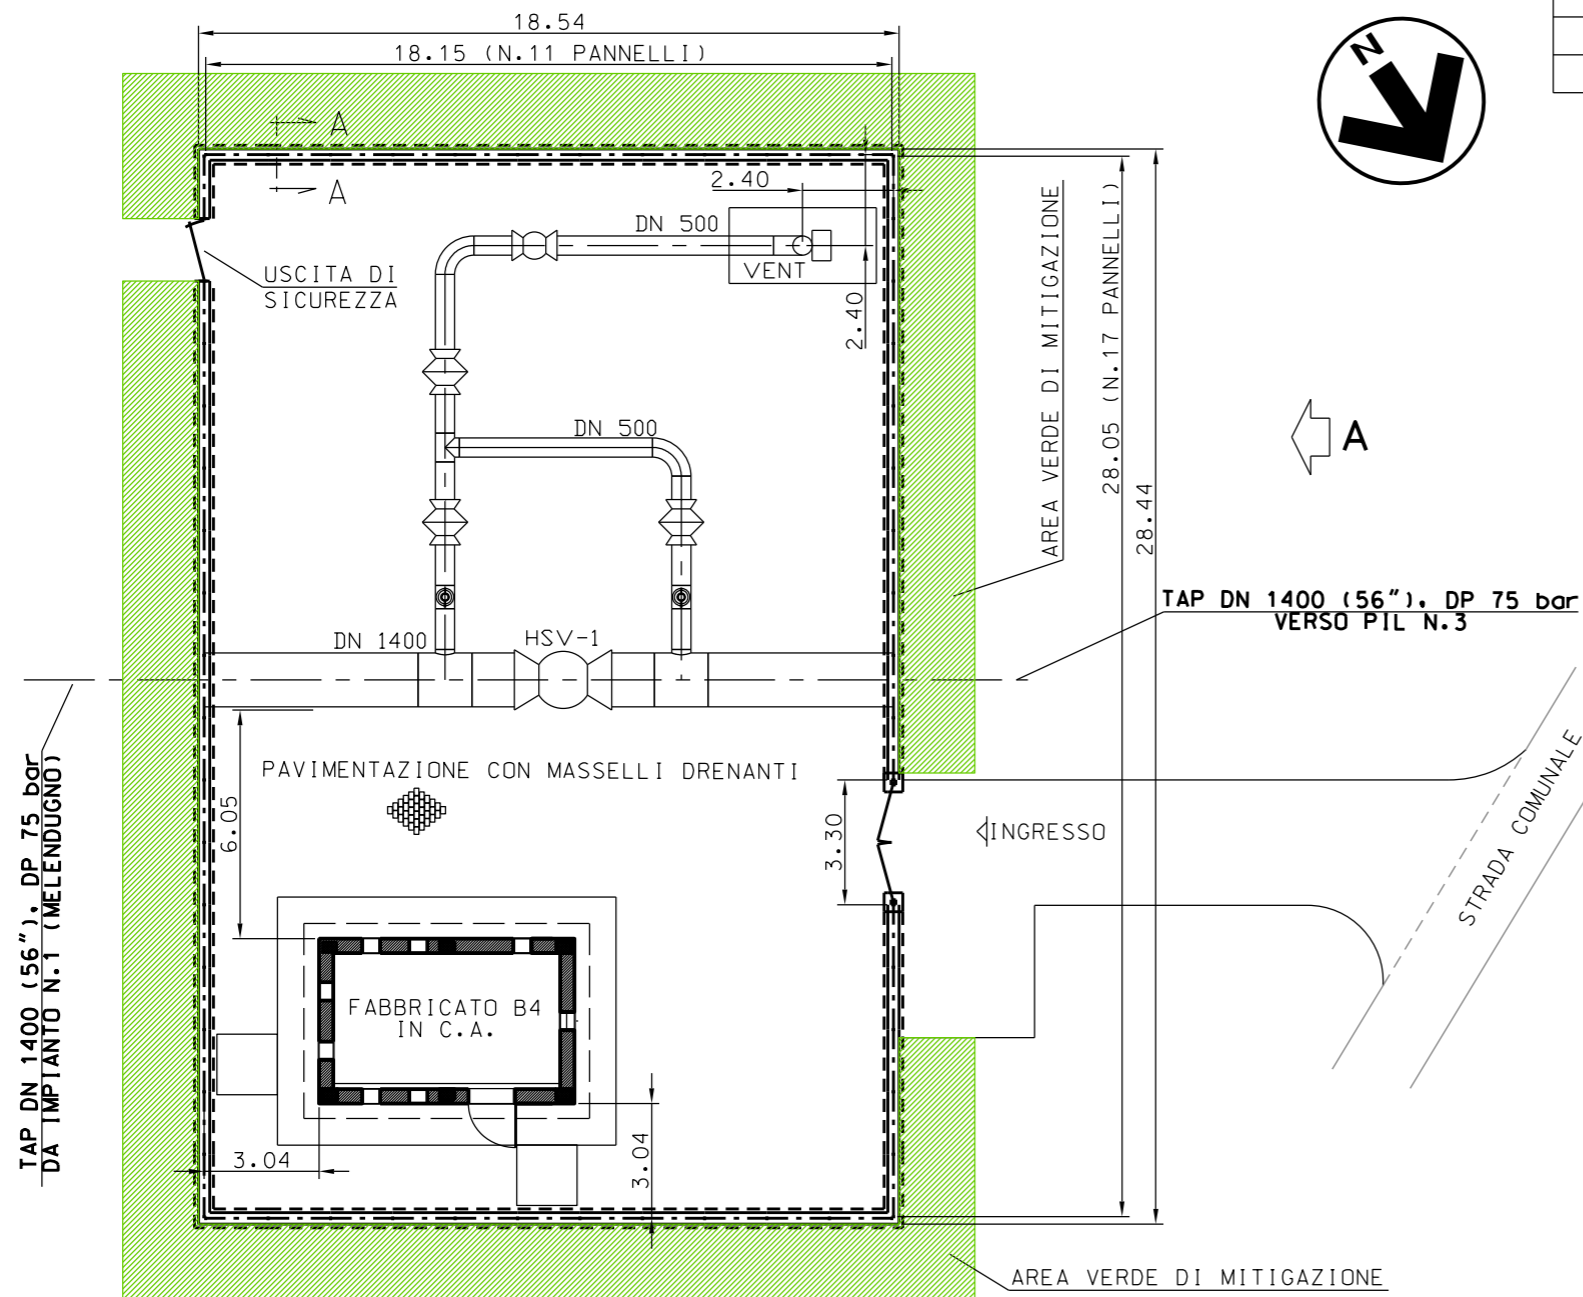 18.54
18.15 (N.11 PANNELLI)
N
A
A
2.40
DN 500
VENT
USCITA DI
SICUREZZA
2.40
AREA VERDE DI MITIGAZIONE
28.05 (N.17 PANNELLI)
28.44
A
DN 500
TAP DN 1400 (56"), DP 75 bar
VERSO PIL N.3
DN 1400
HSV-1
PAVIMENTAZIONE CON MASSELLI DRENANTI
6.05
3.30
INGRESSO
STRADA COMUNALE
TAP DN 1400 (56"), DP 75 bar
DA IMPIANTO N.1 (MELENDUGNO)
FABBRICATO B4
IN C.A.
3.04
3.04
AREA VERDE DI MITIGAZIONE